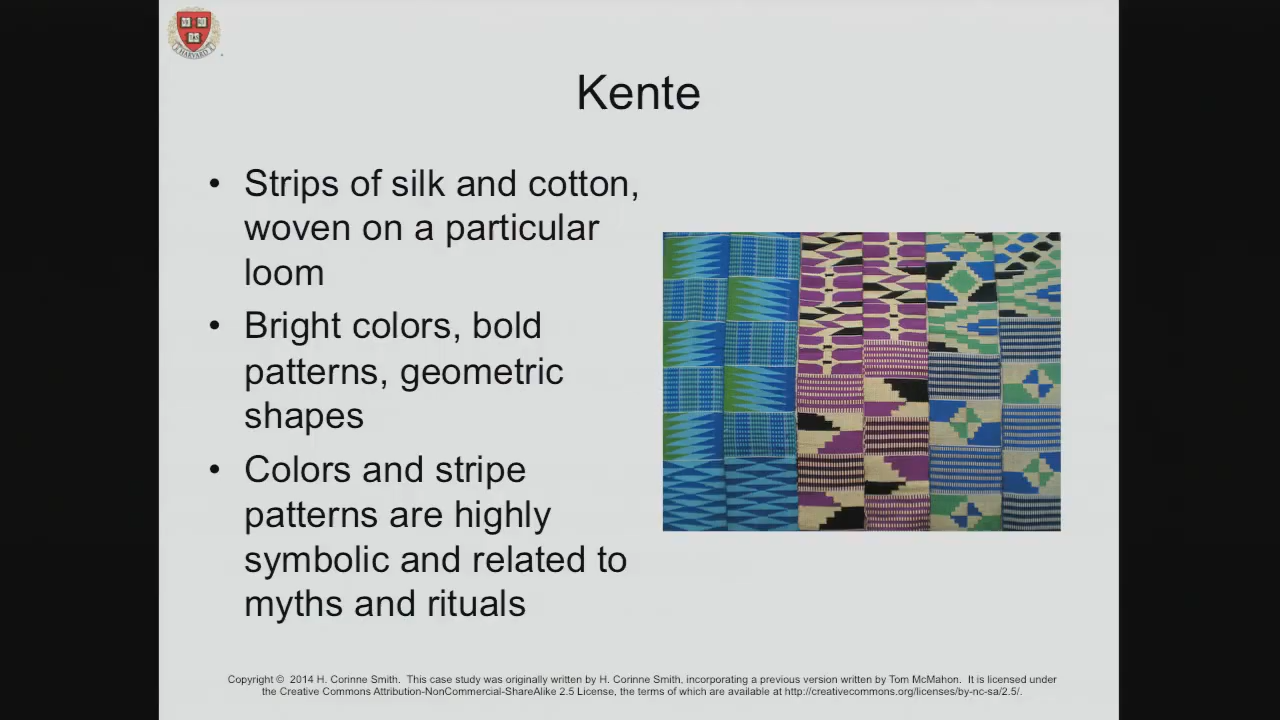 Kente
• Strips of silk and cotton,
woven on a particular
loom
• Bright colors, bold
patterns, geometric
shapes
• Colors and stripe
patterns are highly
symbolic and related to
myths and rituals
Copyright © 2014 H. Corinne Smith. This case study was originally written by H. Corinne Smith, incorporating a previous version written by Tom McMahon. It is licensed under
the Creative Commons Attribution-NonCommercial-ShareAlike 2.5 License, the terms of which are available at http://creativecommons.org/licenses/by-nc-sa/2.5/.